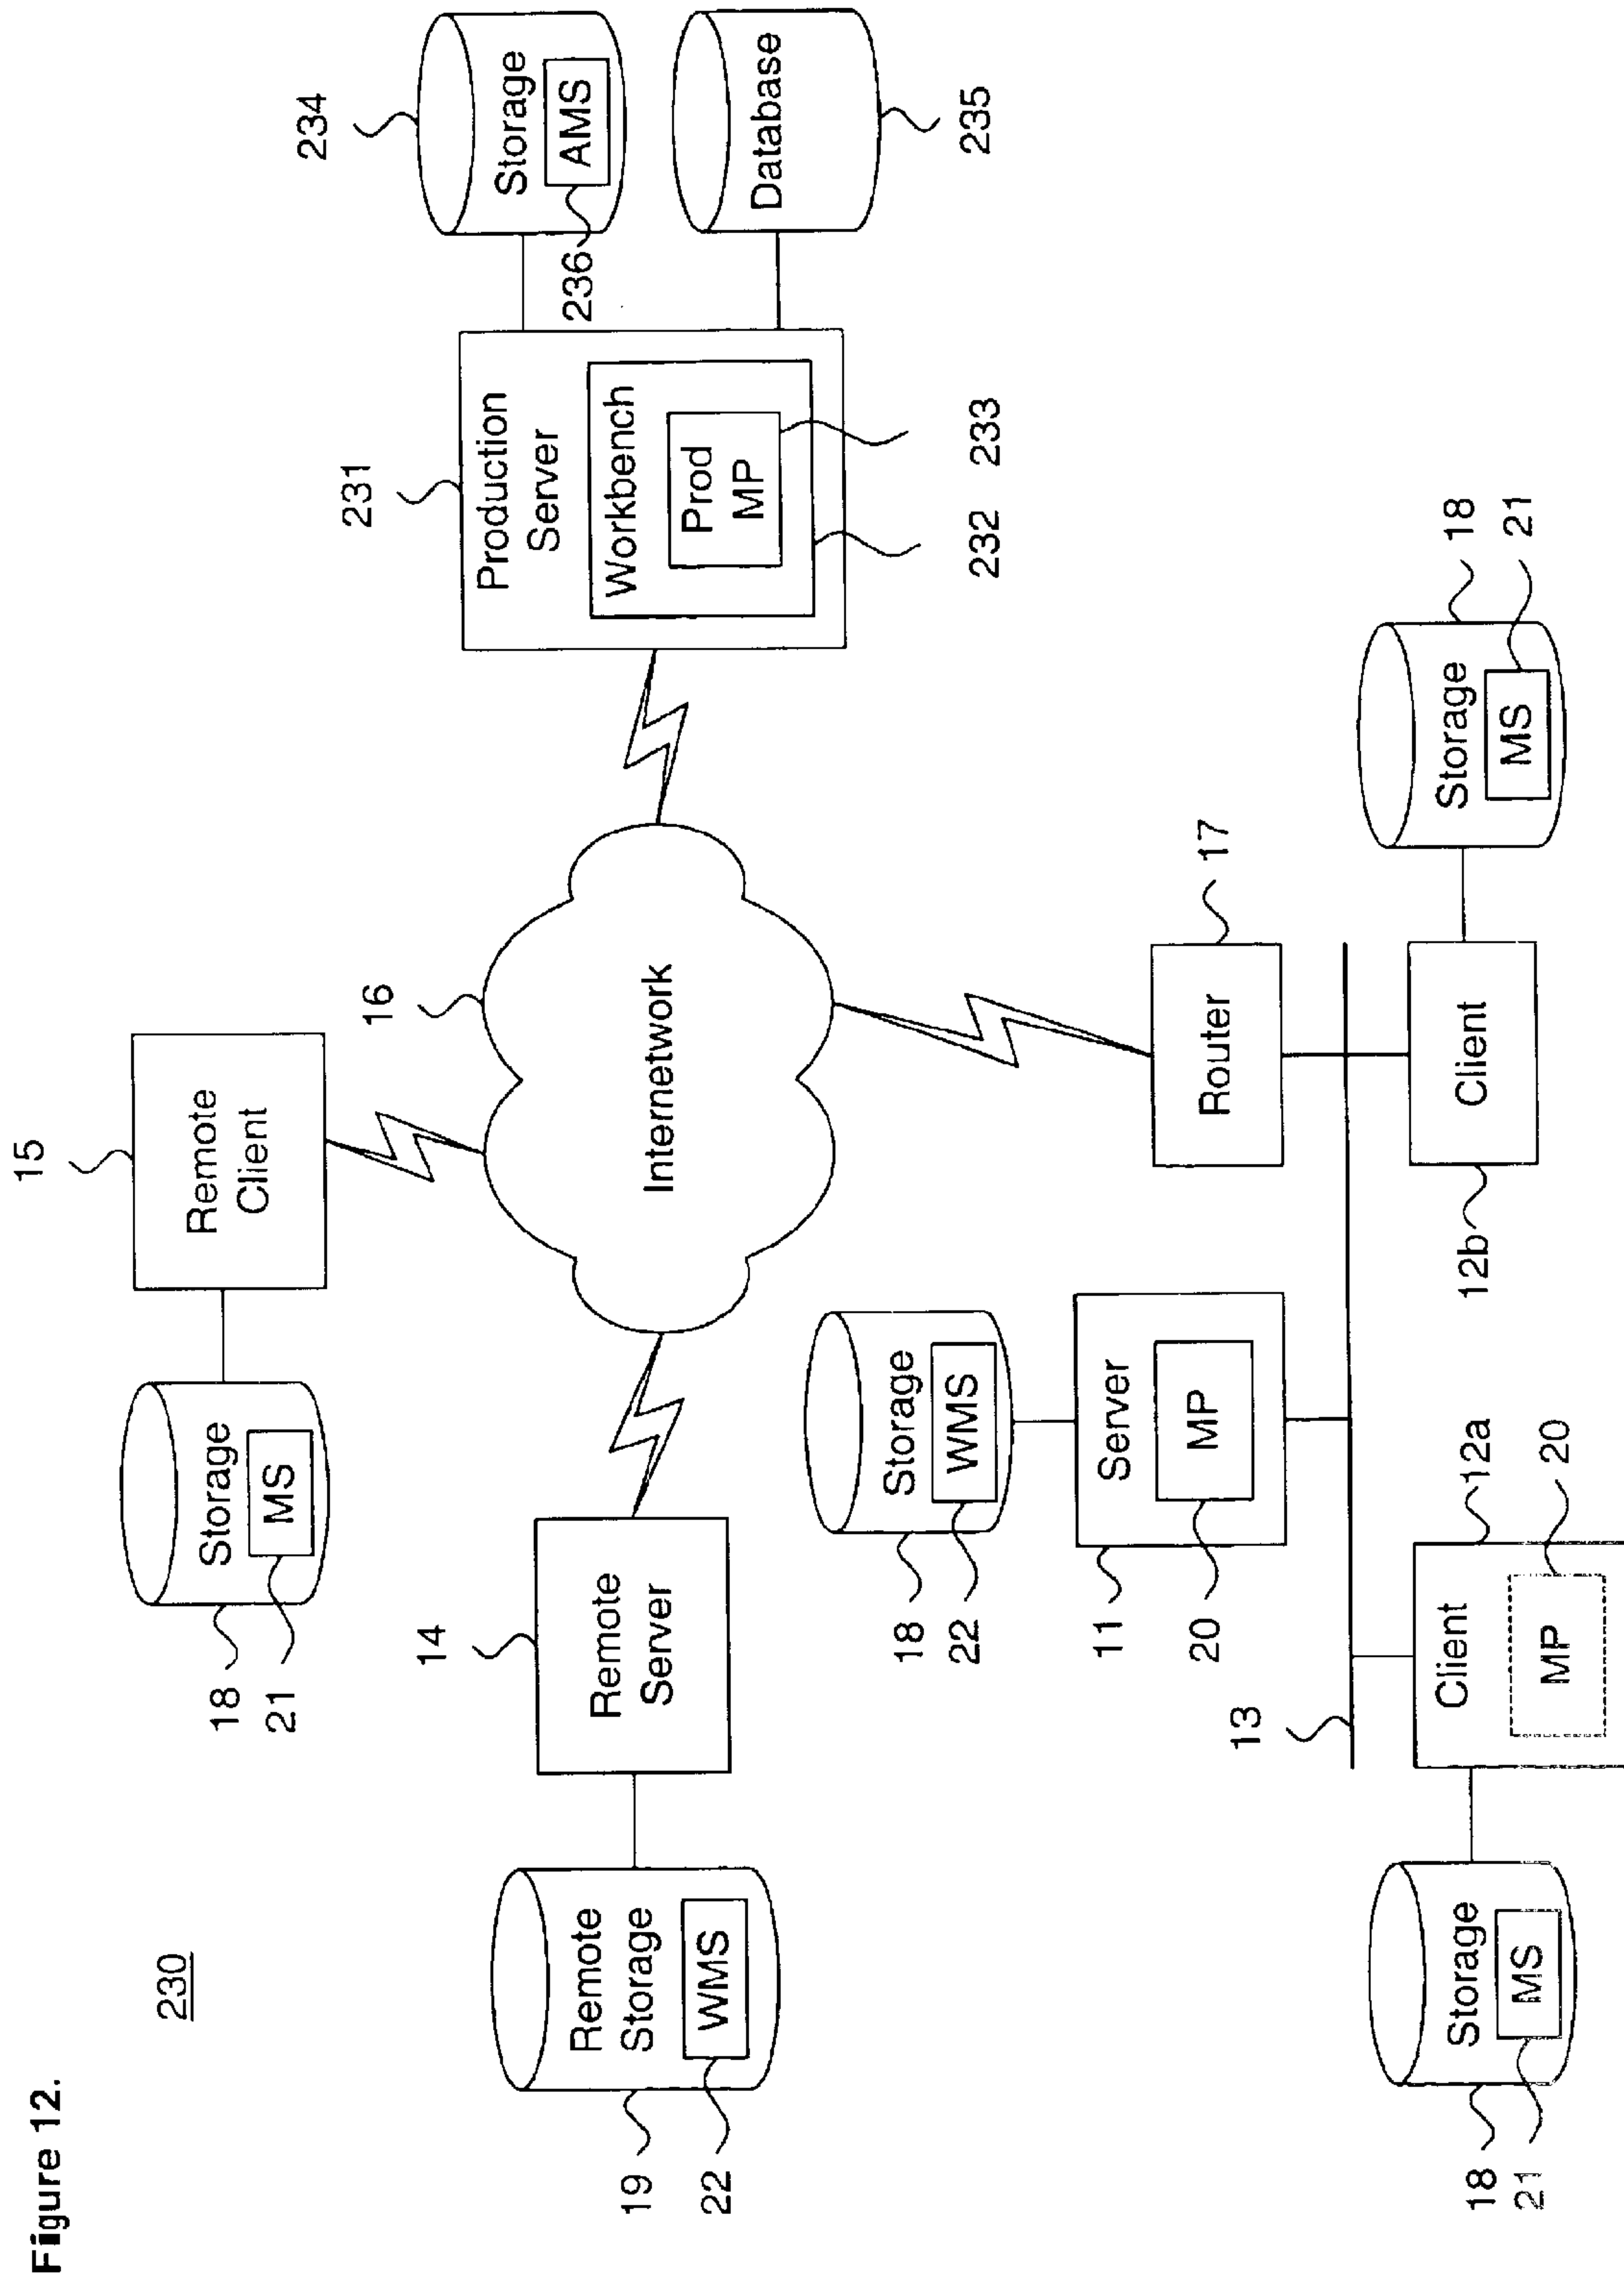 Figure 12.
230
15
Remote
Client
Storage
MS
18
21
16
Internetwork
14
Remote
Server
Remote
Storage
WMS
19
22
234
Storage
AMS
236
231
Production
Server
Workbench
Prod
MP
232
233
Database
235
Storage
WMS
18
22
Server
MP
11
20
Router
17
13
Client
MP
12a
20
Storage
MS
18
21
Client
12b
Storage
MS
18
21